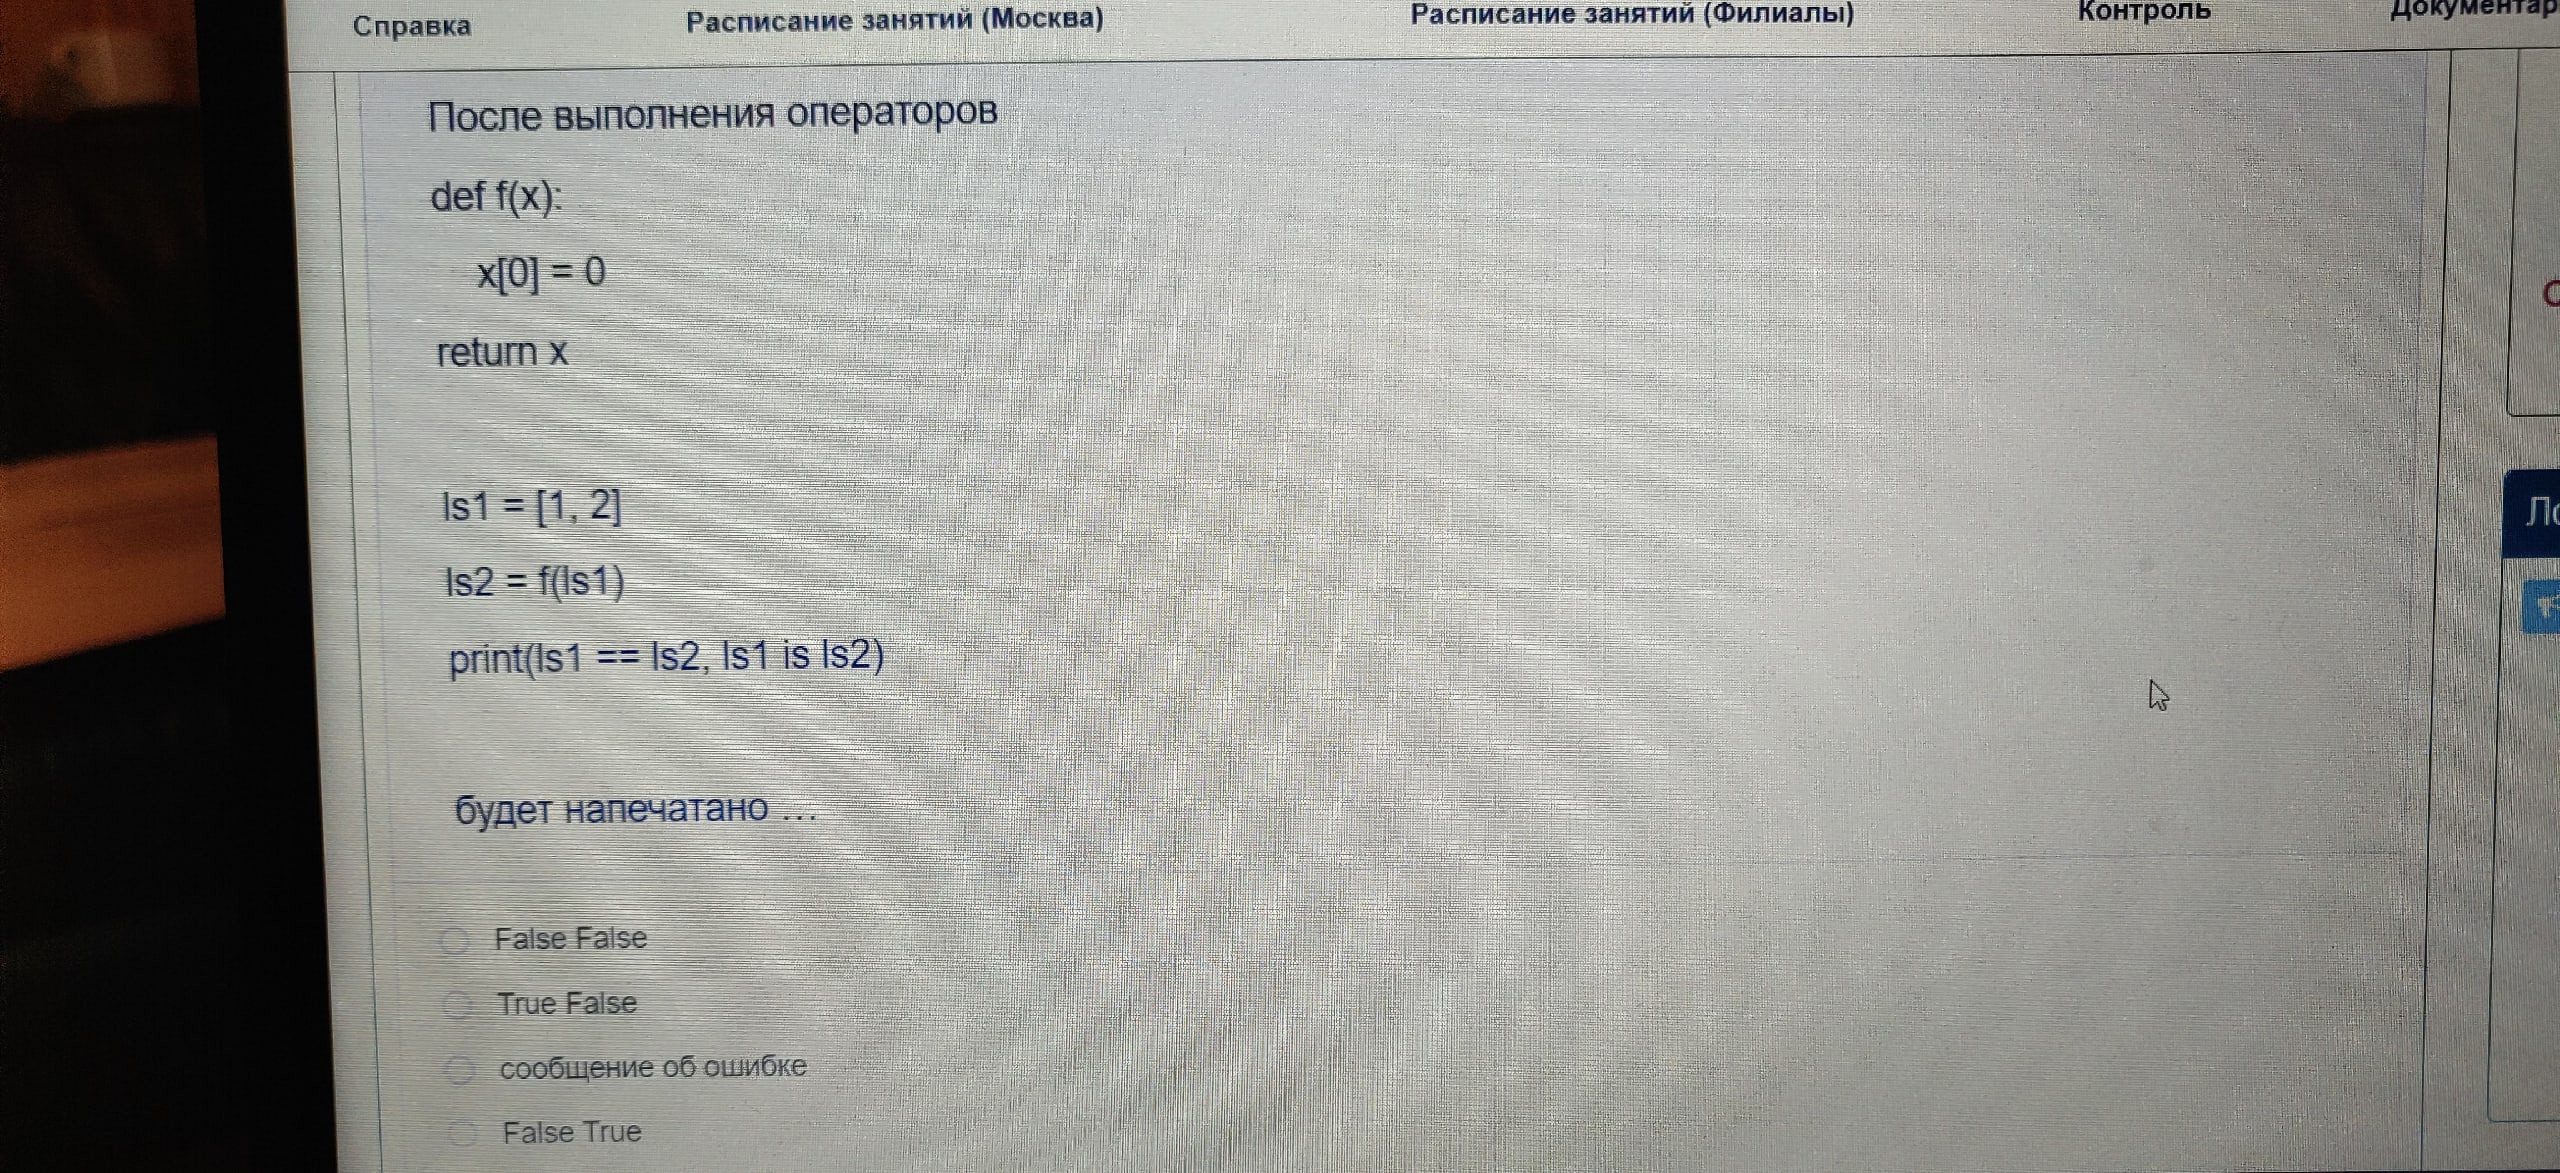 Справка Расписание занятий (Москва) Расписание занятий (Филиалы) Контроль
После выполнения операторов
def f(x):
x[0] = 0
return x
ls1 = [1, 2]
ls2 = f(ls1)
print(ls1 == ls2, ls1 is ls2)
будет напечатано ...
False False
True False
сообщение об ошибке
False True